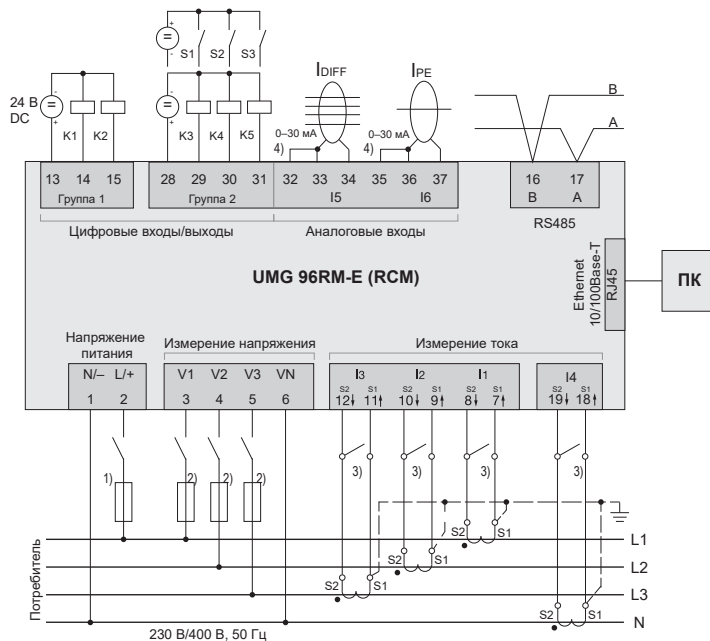 S1 S2 S3
IDIFF
IPE
24 В
DC
K1 K2
K3 K4 K5
0–30 мА
4)
0–30 мА
4)
B
A
13 14 15
Группа 1
28 29 30 31
Группа 2
32 33 34
I5
35 36 37
I6
16 17
B A
RS485
Цифровые входы/выходы
Аналоговые входы
UMG 96RM-E (RCM)
Ethernet
10/100Base-T
RJ45
ПК
Напряжение
питания
Измерение напряжения
Измерение тока
N/– L/+
1 2
V1 V2 V3 VN
3 4 5 6
I3 I2 I1
S2 S1 S2 S1 S2 S1
12 11 10 9 8 7
I4
S2 S1
19 18
1) 2) 2) 2)
3) 3) 3) 3)
S2 S1
L1
S2 S1
L2
S2 S1
L3
S2 S1
N
Потребитель
230 В/400 В, 50 Гц